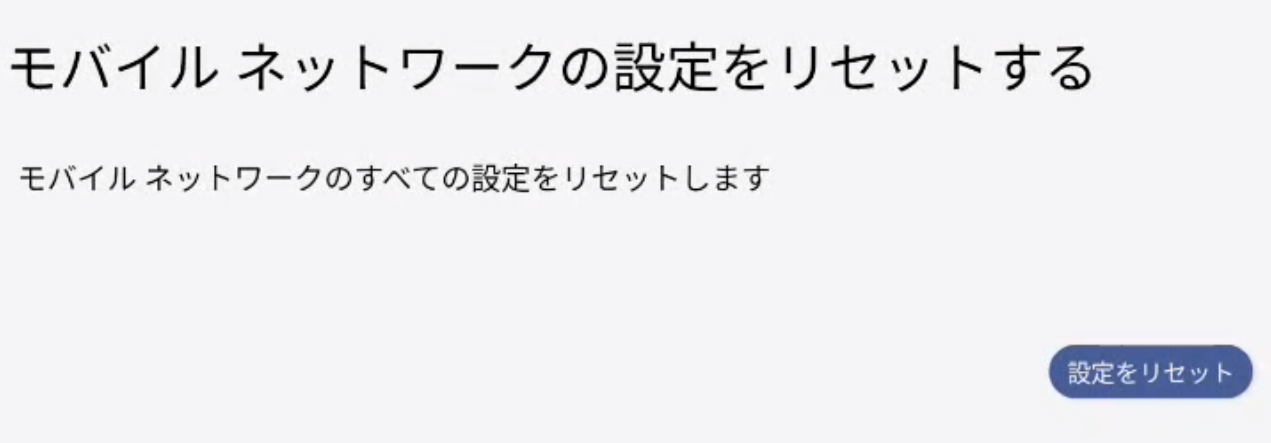 モバイル ネットワークの設定をリセットする
モバイル ネットワークのすべての設定をリセットします
設定をリセット